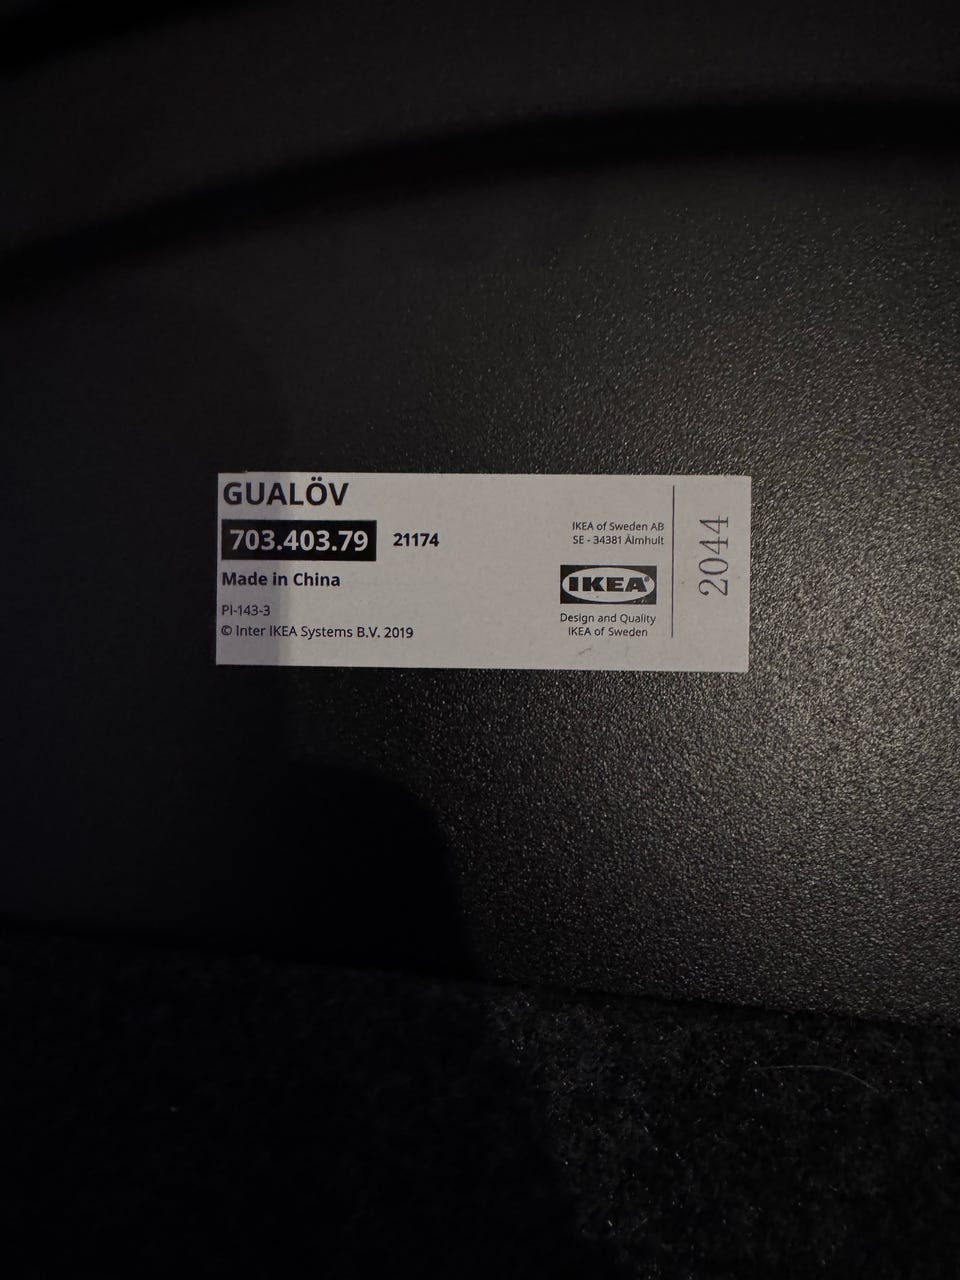 GUALÖV
703.403.79 21174
Made in China
PI-143-3
© Inter IKEA Systems B.V. 2019
IKEA of Sweden AB
SE - 34381 Älmhult
IKEA®
Design and Quality
IKEA of Sweden
2044